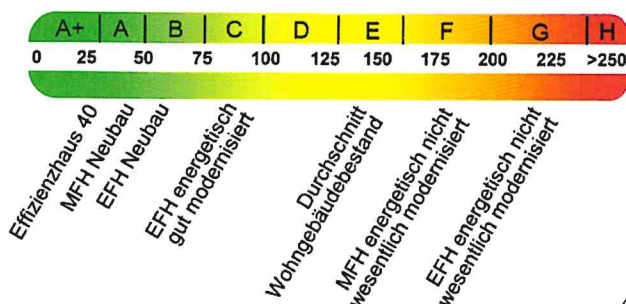 A+ A B C D E F G H
0 25 50 75 100 125 150 175 200 225 >250
Effizienzhaus 40
MFH Neubau
EFH Neubau
EFH energetisch
gut modernisiert
Durchschnitt
Wohngebäudebestand
MFH energetisch nicht
wesentlich modernisiert
EFH energetisch nicht
wesentlich modernisiert